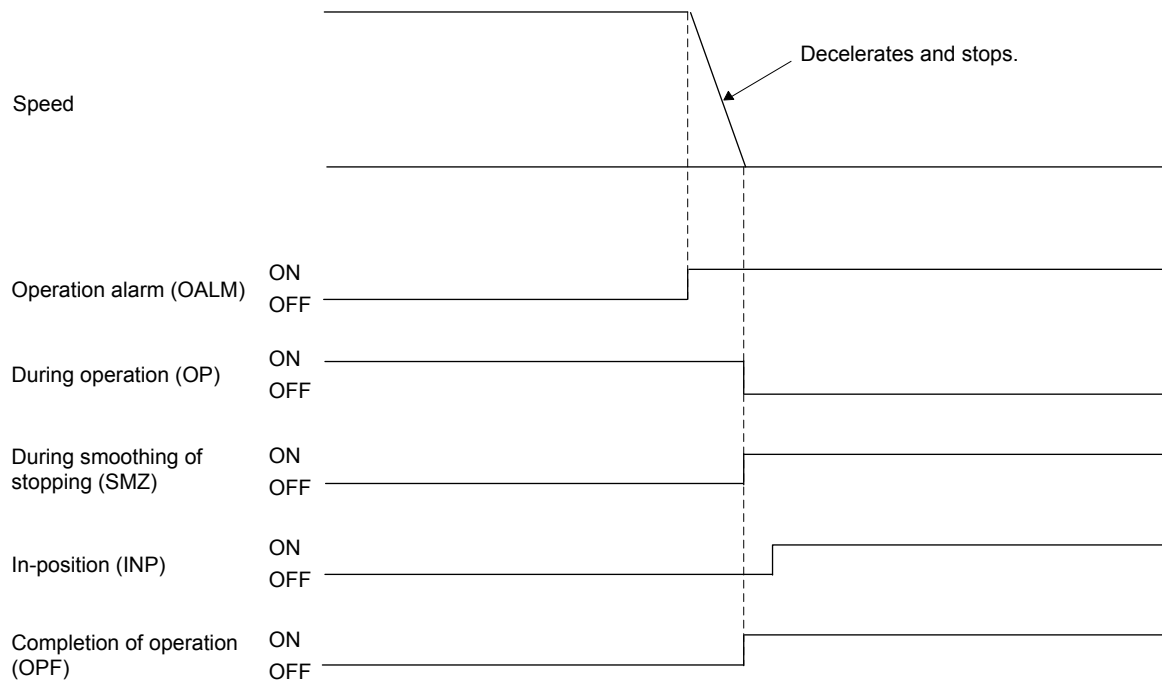 Decelerates and stops.
Speed
ON
Operation alarm (OALM)
OFF
ON
During operation (OP)
OFF
During smoothing of
stopping (SMZ)
ON
OFF
ON
In-position (INP)
OFF
Completion of operation
(OPF)
ON
OFF